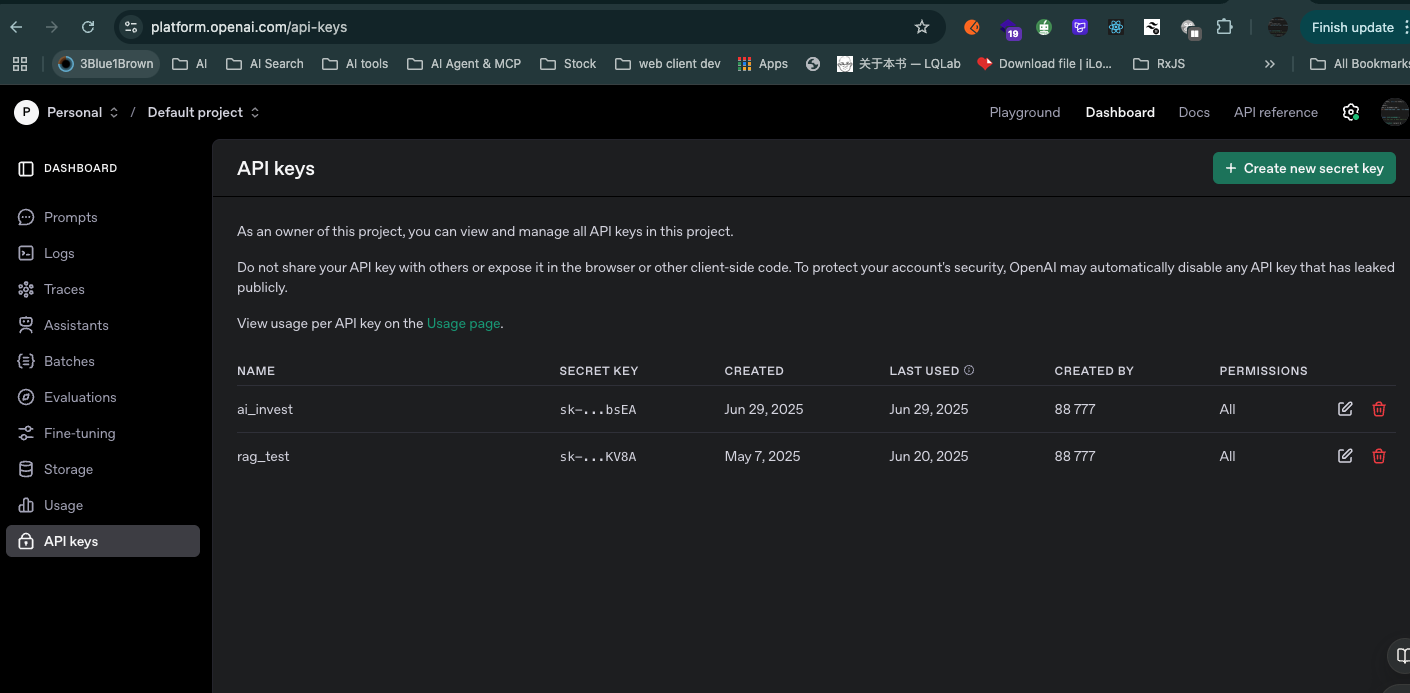 platform.openai.com/api-keys
19
Finish update
3Blue1Brown
AI
AI Search
AI tools
AI Agent & MCP
Stock
web client dev
Apps
关于本书 — LQLab
Download file | iLo...
RxJS
»
All Bookmarks
P
Personal / Default project
Playground
Dashboard
Docs
API reference
DASHBOARD
Prompts
Logs
Traces
Assistants
Batches
Evaluations
Fine-tuning
Storage
Usage
API keys
API keys
+ Create new secret key
As an owner of this project, you can view and manage all API keys in this project.
Do not share your API key with others or expose it in the browser or other client-side code. To protect your account's security, OpenAI may automatically disable any API key that has leaked
publicly.
View usage per API key on the Usage page.
NAME SECRET KEY CREATED LAST USED CREATED BY PERMISSIONS
ai_invest sk-...bsEA Jun 29, 2025 Jun 29, 2025 88 777 All
rag_test sk-...KV8A May 7, 2025 Jun 20, 2025 88 777 All